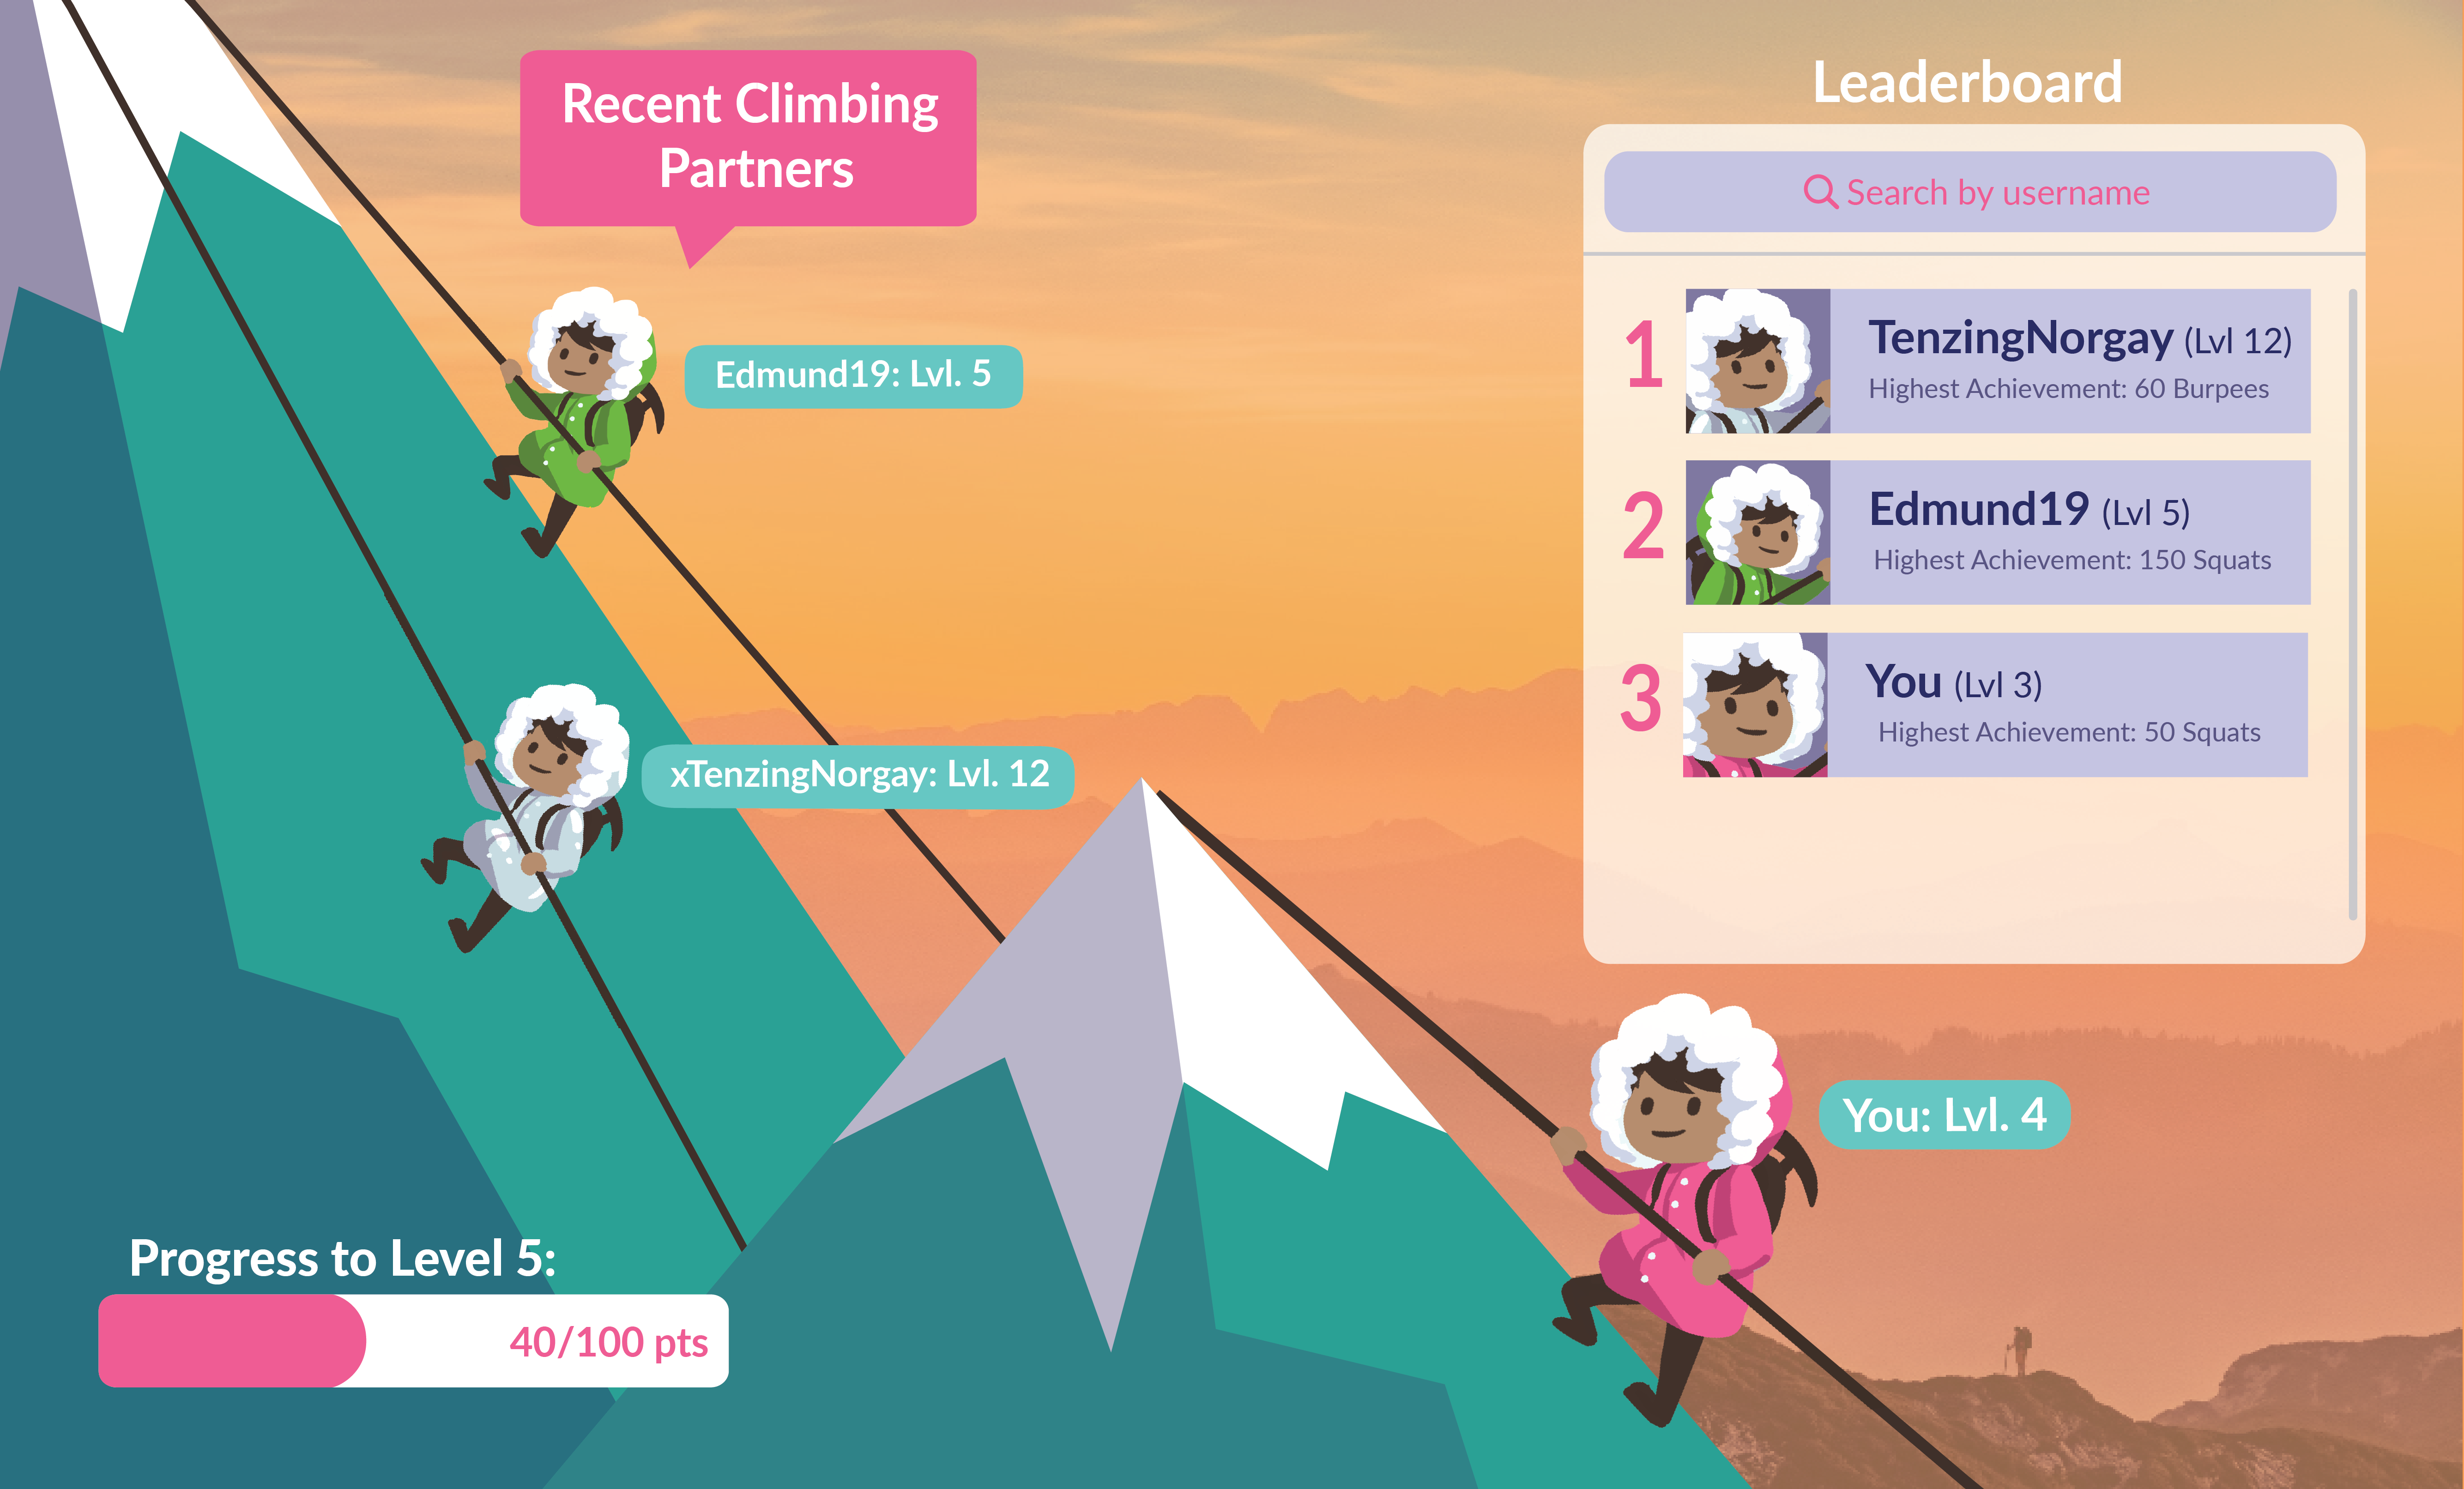 Recent Climbing
Partners
Edmund19: Lvl. 5
xTenzingNorgay: Lvl. 12
Leaderboard
Search by username
1
TenzingNorgay (Lvl 12)
Highest Achievement: 60 Burpees
2
Edmund19 (Lvl 5)
Highest Achievement: 150 Squats
3
You (Lvl 3)
Highest Achievement: 50 Squats
You: Lvl. 4
Progress to Level 5:
40/100 pts